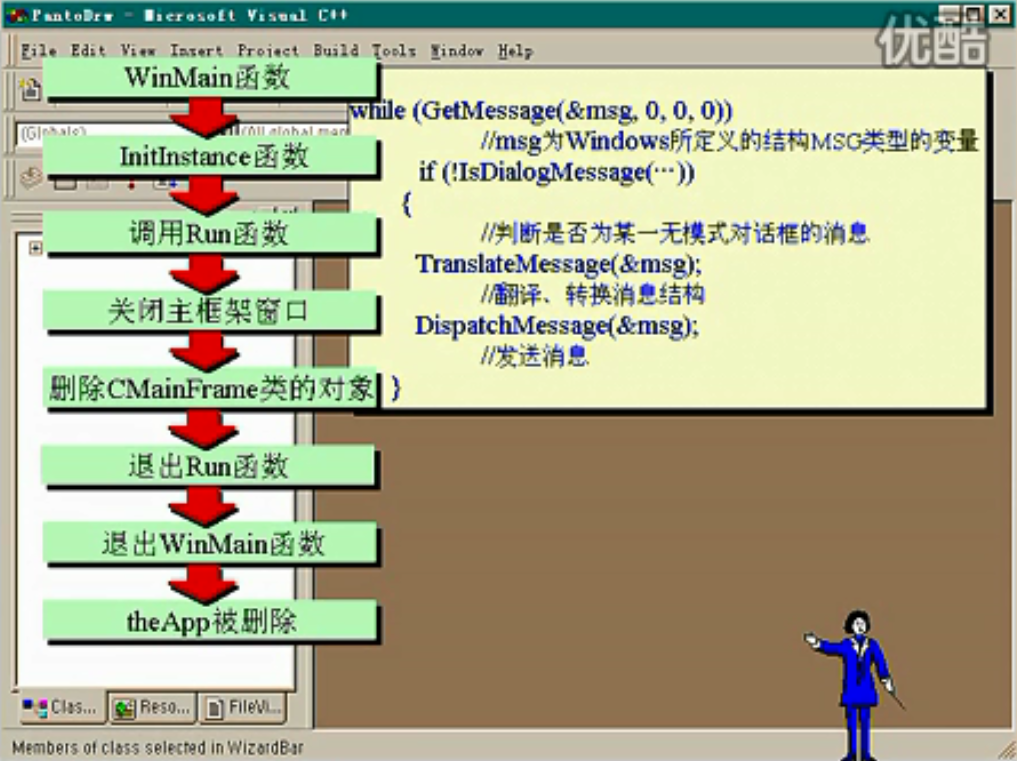 PantoDrw - Microsoft Visual C++
优酷
File Edit View Insert Project Build Tools Window Help
WinMain函数
InitInstance函数
调用Run函数
关闭主框架窗口
删除CMainFrame类的对象
退出Run函数
退出WinMain函数
theApp被删除
while (GetMessage(&msg, 0, 0, 0))
//msg为Windows所定义的结构MSG类型的变量
if (!IsDialogMessage(…))
{
//判断是否为某一无模式对话框的消息
TranslateMessage(&msg);
//翻译、转换消息结构
DispatchMessage(&msg);
//发送消息
}
(Globals)
(All global mem
Clas... Reso... FileVi...
Members of class selected in WizardBar